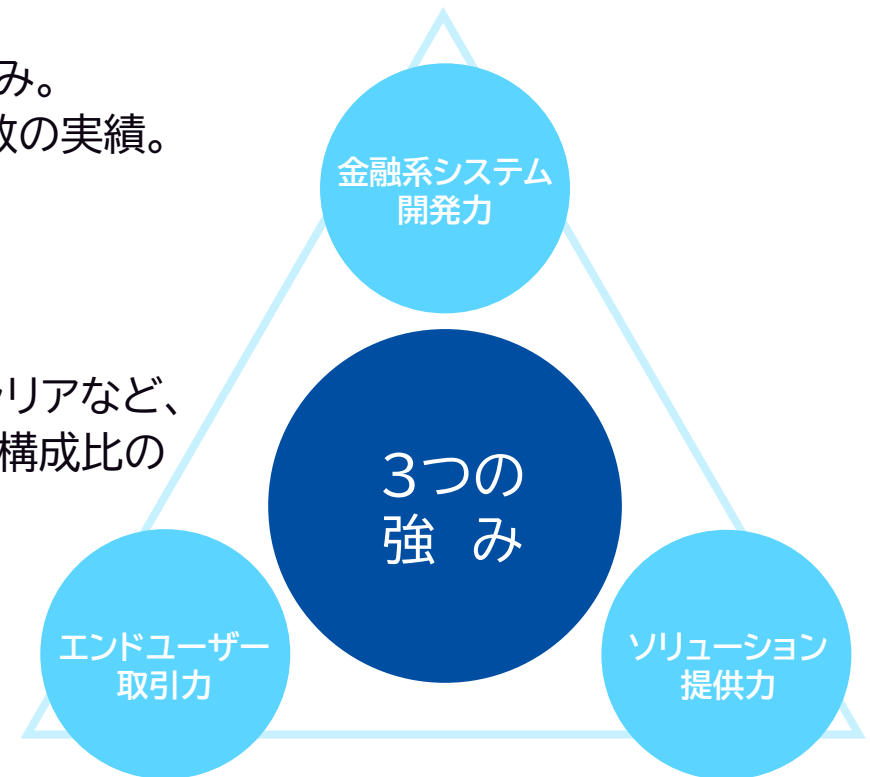 み。
数の実績。
金融系システム
開発力
ャリアなど、
構成比の
3つの
強 み
エンドユーザー
取引力
ソリューション
提供力